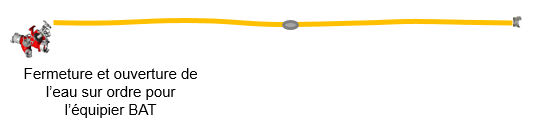 Fermeture et ouverture de
l’eau sur ordre pour
l’équipier BAT